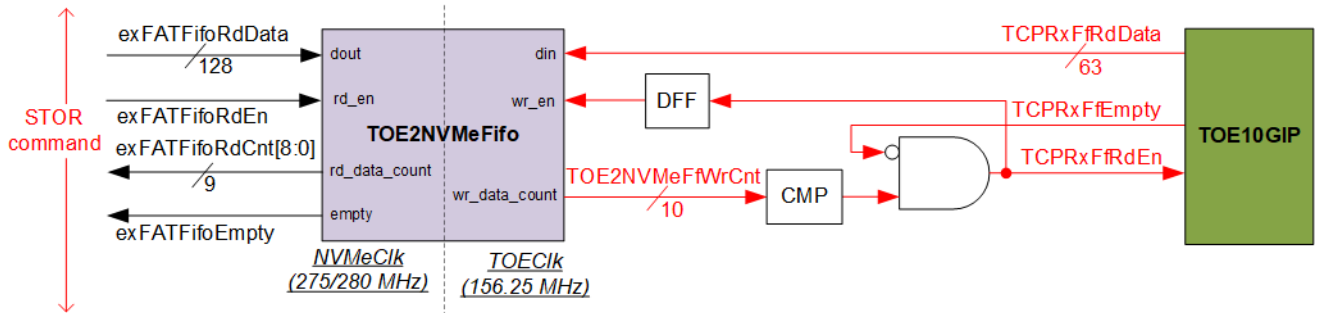 exFATFifoRdData
128
exFATFifoRdEn
STOR
command
exFATFifoRdCnt[8:0]
9
exFATFifoEmpty
dout
rd_en
TOE2NVMeFifo
rd_data_count
empty
din
wr_en
wr_data_count
NVMeClk
(275/280 MHz)
TOEClk
(156.25 MHz)
TCPRxFfRdData
63
DFF
TCPRxFfEmpty
TOE2NVMeFfWrCnt
10
CMP
TCPRxFfRdEn
TOE10GIP